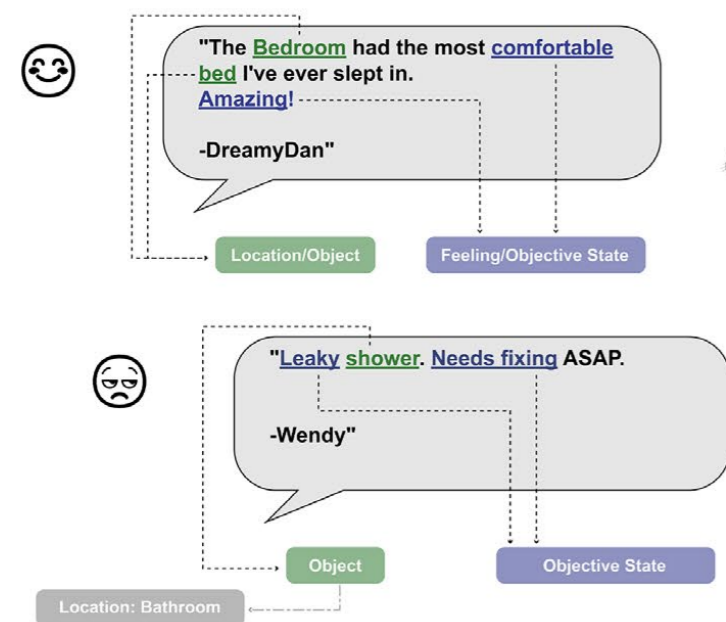 "The Bedroom had the most comfortable
bed I've ever slept in.
Amazing!
-DreamyDan"
Location/Object
Feeling/Objective State
"Leaky shower. Needs fixing ASAP.
-Wendy"
Object
Objective State
Location: Bathroom